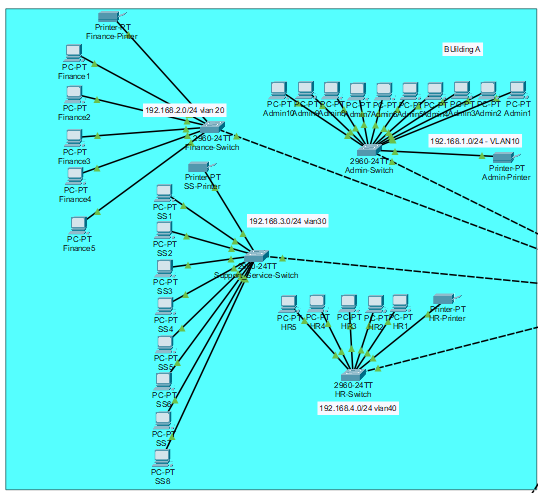 Printer-PT
Finance-Pinter
BUilding A
PC-PT
Finance1
PC-PT
Finance2
192.168.2.0/24 vlan 20
2960-24TT
Finance-Switch
PC-PT
Finance3
PC-PT
Finance4
PC-PT
Finance5
PC-PT
Admin10
PC-PT
PC-PT
PC-PT
Admin7
PC-PT
PC-PT
Admin5
PC-PT
PC-PT
Admin3
PC-PT
Admin2
PC-PT
Admin1
192.168.1.0/24 - VLAN10
2960-24TT
Admin-Switch
Printer-PT
Admin-Printer
Printer-PT
SS-Printer
192.168.3.0/24 vlan30
PC-PT
SS1
PC-PT
SS2
PC-PT
SS3
PC-PT
SS4
PC-PT
SS5
PC-PT
SS6
PC-PT
PC-PT
SS8
-24TT
Support-Service-Switch
PC-PT
HR5
PC-PT
HR4
PC-PT
HR3
PC-PT
HR2
PC-PT
HR1
Printer-PT
HR-Printer
2960-24TT
HR-Switch
192.168.4.0/24 vlan40